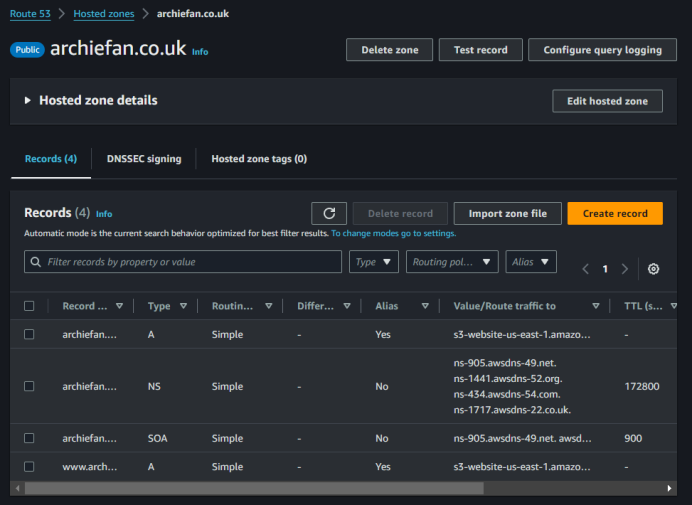 Route 53 > Hosted zones > archiefan.co.uk
Public archiefan.co.uk Info
Delete zone Test record Configure query logging
Hosted zone details
Edit hosted zone
Records (4) DNSSEC signing Hosted zone tags (0)
Records (4) Info
Delete record Import zone file Create record
Automatic mode is the current search behavior optimized for best filter results. To change modes go to settings.
Filter records by property or value
Type Routing pol... Alias
1
Record ... Type Routin... Differ... Alias Value/Route traffic to TTL (s...
archiefan.... A Simple - Yes s3-website-us-east-1.amazo... -
archiefan.... NS Simple - No ns-905.awsdns-49.net. 172800
ns-1441.awsdns-52.org.
ns-434.awsdns-54.com.
ns-1717.awsdns-22.co.uk.
archiefan.... SOA Simple - No ns-905.awsdns-49.net. awsd... 900
www.arch... A Simple - Yes s3-website-us-east-1.amazo... -